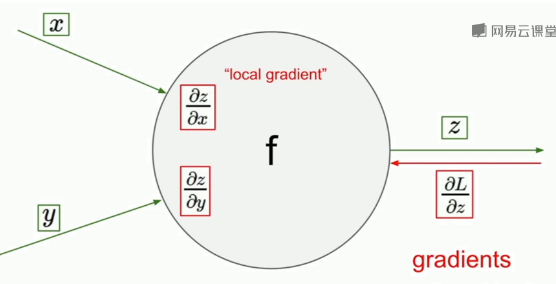 x
网易云课堂
"local gradient"
∂z/∂x
f
z
∂z/∂y
∂L/∂z
y
gradients